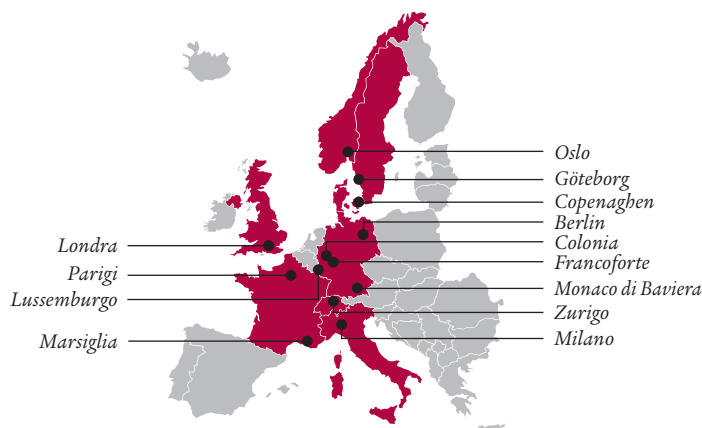 Oslo
Göteborg
Copenaghen
Berlin
Londra
Colonia
Parigi
Francoforte
Lussemburgo
Monaco di Baviera
Zurigo
Marsiglia
Milano